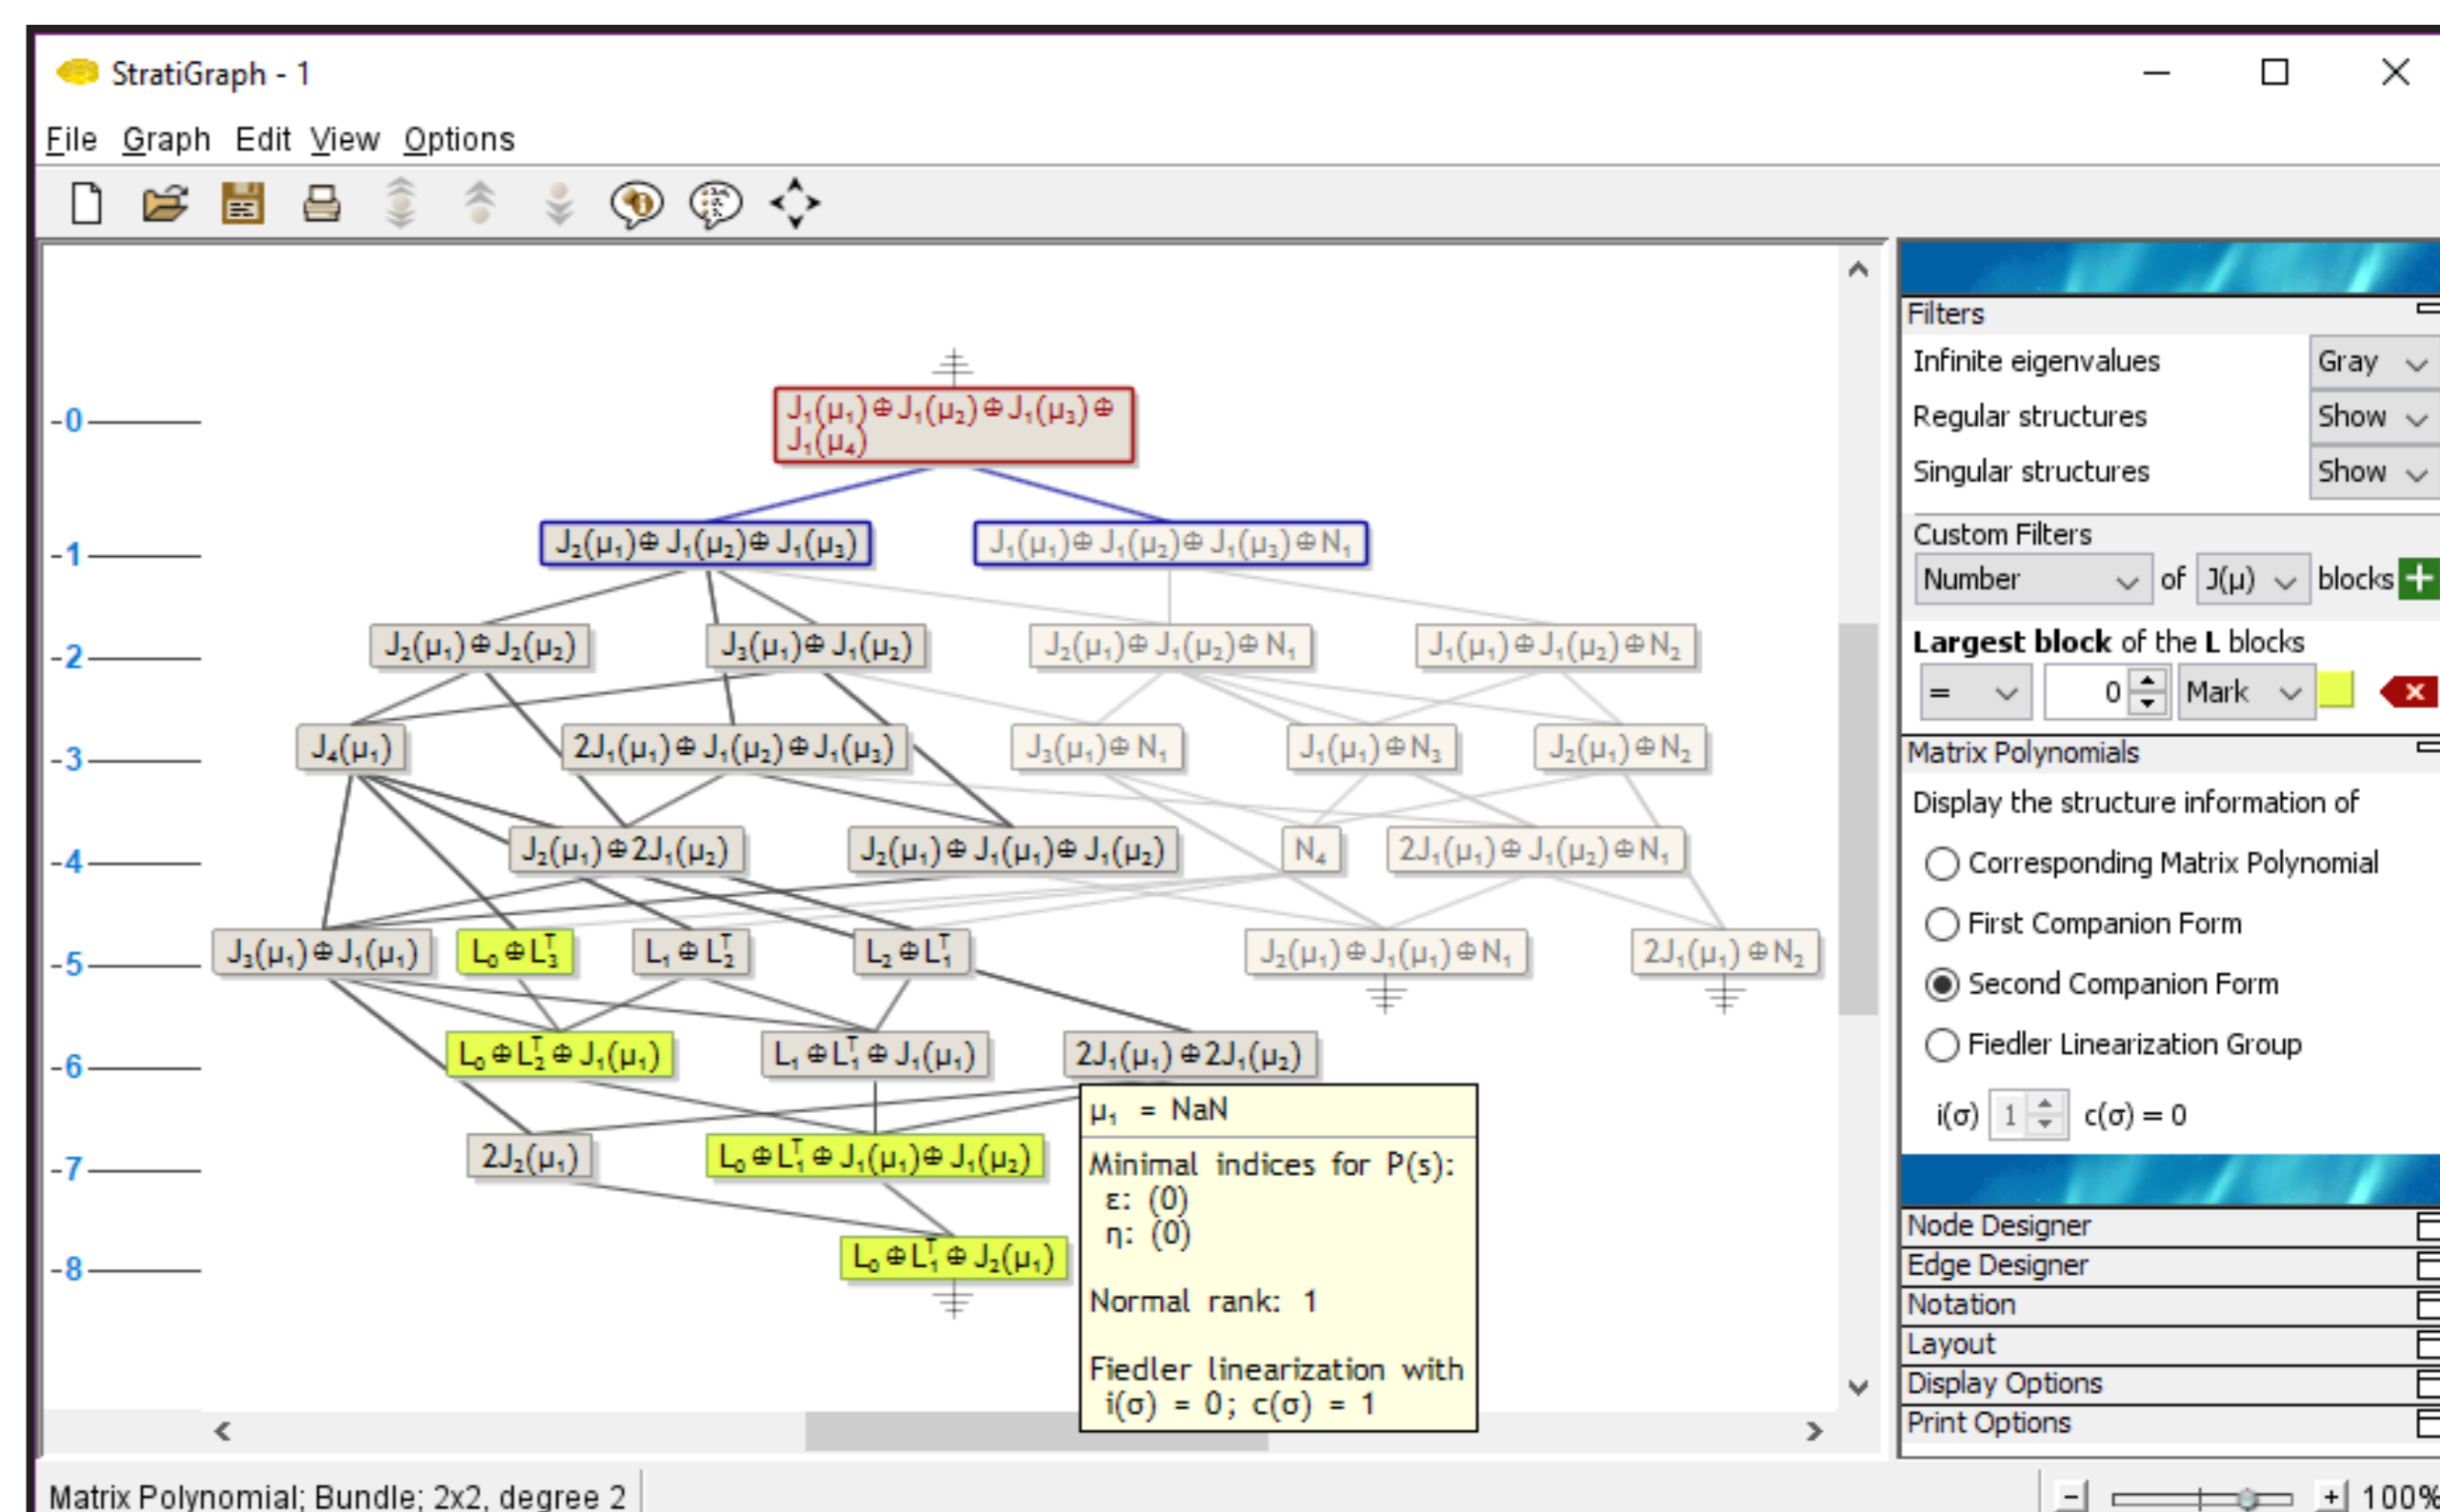 StratiGraph - 1
File Graph Edit View Options
-0
J₁(μ₁)⊕J₁(μ₂)⊕J₁(μ₃)⊕
J₁(μ₄)
-1
J₂(μ₁)⊕J₁(μ₂)⊕J₁(μ₃)
J₁(μ₁)⊕J₁(μ₂)⊕J₁(μ₃)⊕N₁
-2
J₂(μ₁)⊕J₂(μ₂)
J₃(μ₁)⊕J₁(μ₂)
J₂(μ₁)⊕J₁(μ₂)⊕N₁
J₁(μ₁)⊕J₁(μ₂)⊕N₂
-3
J₄(μ₁)
2J₁(μ₁)⊕J₁(μ₂)⊕J₁(μ₃)
J₃(μ₁)⊕N₁
J₁(μ₁)⊕N₃
J₂(μ₁)⊕N₂
-4
J₂(μ₁)⊕2J₁(μ₂)
J₂(μ₁)⊕J₁(μ₁)⊕J₁(μ₂)
N₄
2J₁(μ₁)⊕J₁(μ₂)⊕N₁
-5
J₃(μ₁)⊕J₁(μ₁)
L₀⊕L₃ᵀ
L₁⊕L₂ᵀ
L₂⊕L₁ᵀ
J₂(μ₁)⊕J₁(μ₁)⊕N₁
2J₁(μ₁)⊕N₂
-6
L₀⊕L₂ᵀ⊕J₁(μ₁)
L₁⊕L₁ᵀ⊕J₁(μ₁)
2J₁(μ₁)⊕2J₁(μ₂)
-7
2J₂(μ₁)
L₀⊕L₁ᵀ⊕J₁(μ₁)⊕J₁(μ₂)
-8
L₀⊕L₁ᵀ⊕J₂(μ₁)
μ₁ = NaN
Minimal indices for P(s):
ε: (0)
η: (0)
Normal rank: 1
Fiedler linearization with
i(σ) = 0; c(σ) = 1
Filters
Infinite eigenvalues Gray
Regular structures Show
Singular structures Show
Custom Filters
Number of J(μ) blocks +
Largest block of the L blocks
= 0 Mark
Matrix Polynomials
Display the structure information of
Corresponding Matrix Polynomial
First Companion Form
Second Companion Form
Fiedler Linearization Group
i(σ) 1 c(σ) = 0
Node Designer
Edge Designer
Notation
Layout
Display Options
Print Options
Matrix Polynomial; Bundle; 2x2, degree 2
- + 100%